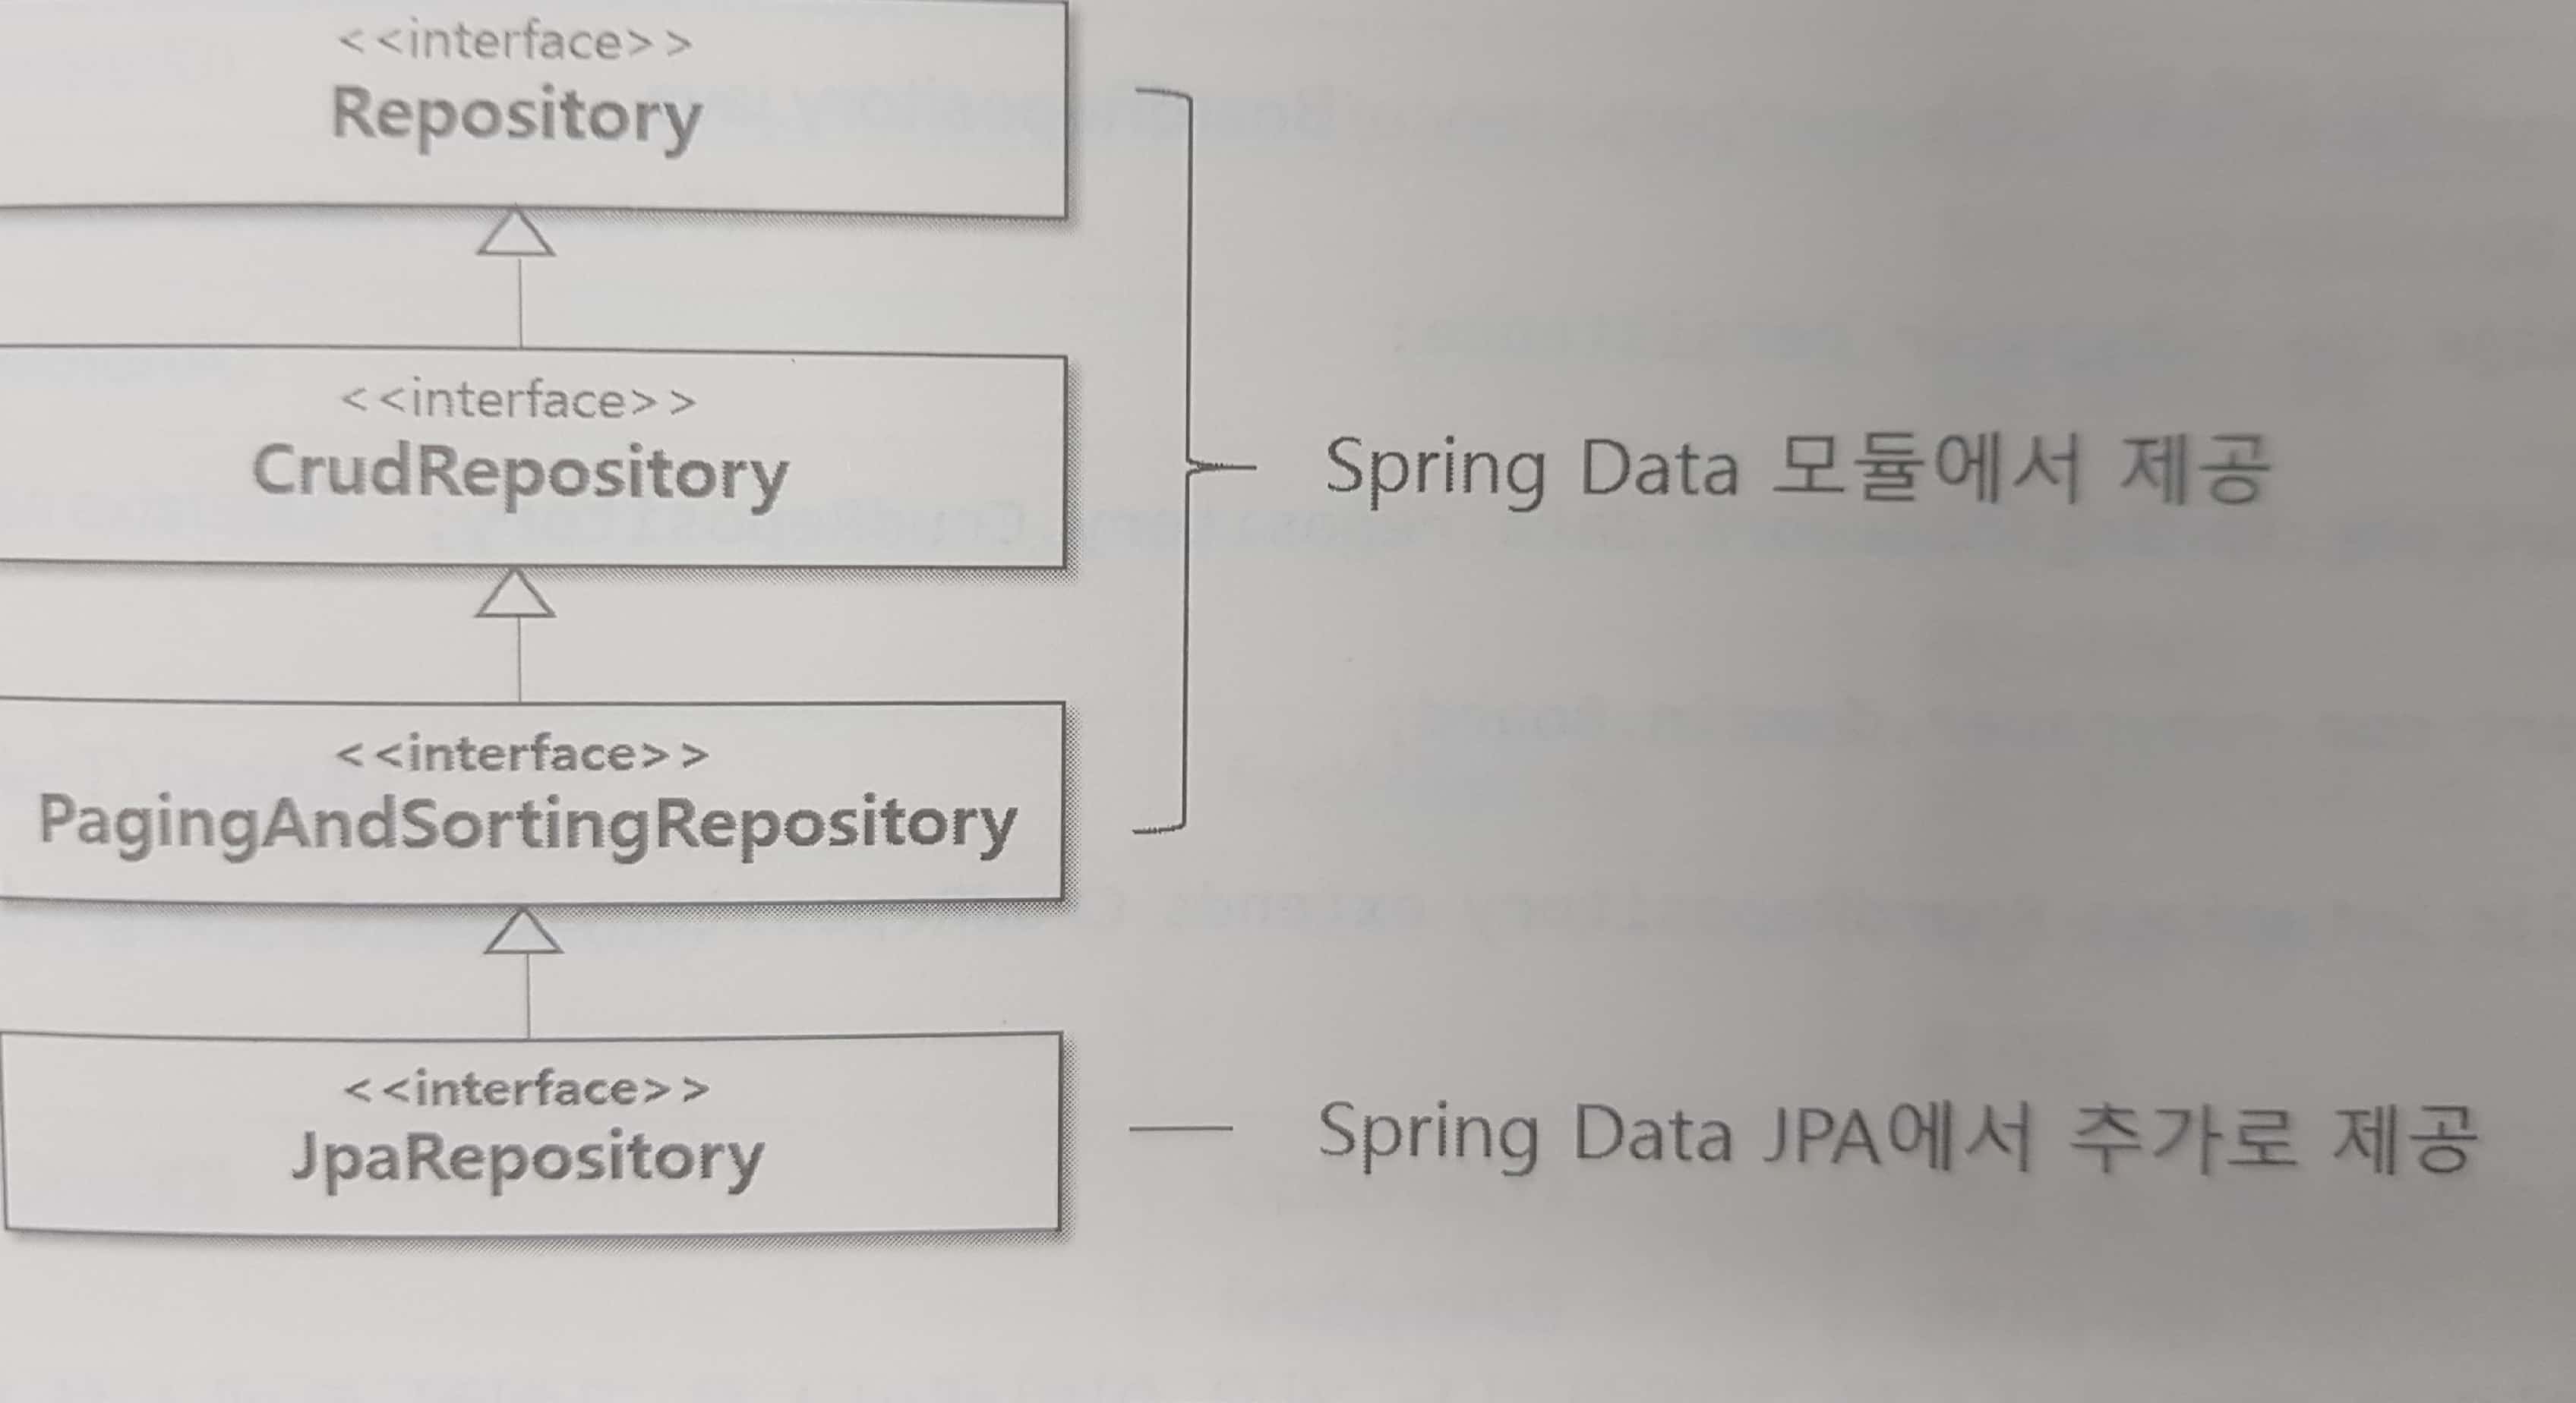 <<interface>>
Repository
<<interface>>
CrudRepository
Spring Data 모듈에서 제공
<<interface>>
PagingAndSortingRepository
<<interface>>
JpaRepository
Spring Data JPA에서 추가로 제공